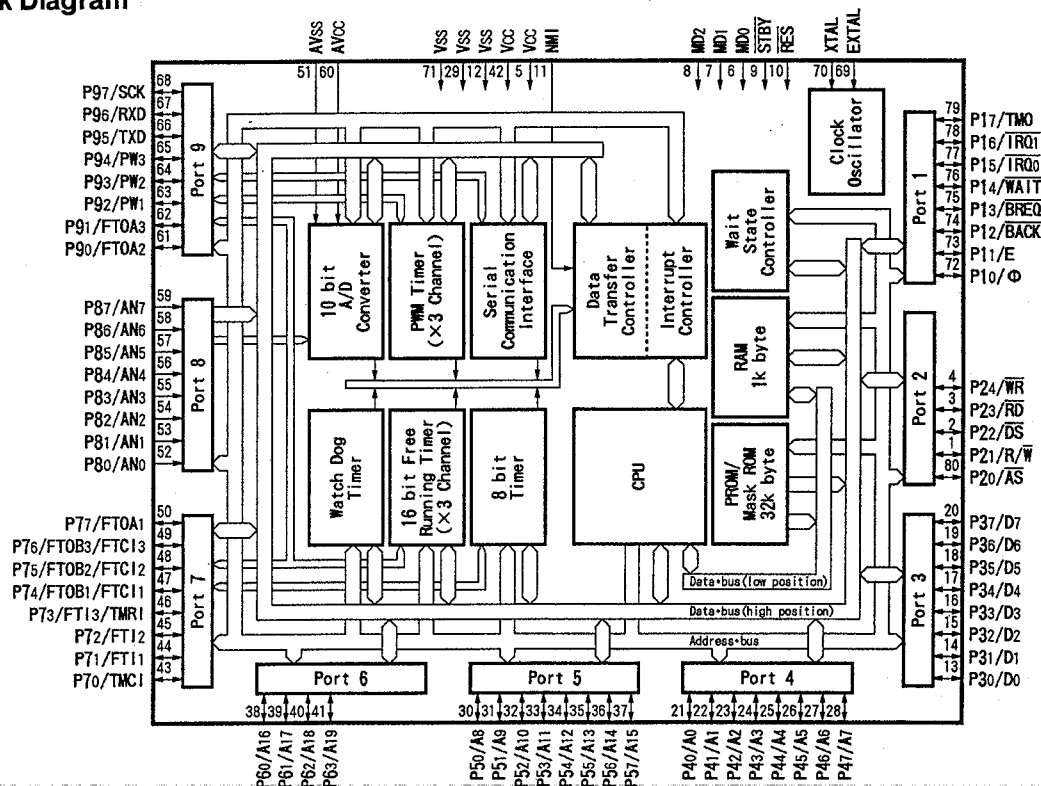 k Diagram
AVSS
AVCC
VSS
VSS
VSS
VCC
VCC
NMI
MD2
MD1
MD0
STBY
RES
XTAL
EXTAL
51 60 71 29 12 42 5 11 8 7 6 9 10 70 69
P97/SCK 68
P96/RXD 67
P95/TXD 66
P94/PW3 65
P93/PW2 64
P92/PW1 63
P91/FTOA3 62
P90/FTOA2 61
Port 9
P87/AN7 59
P86/AN6 58
P85/AN5 57
P84/AN4 56
P83/AN3 55
P82/AN2 54
P81/AN1 53
P80/AN0 52
Port 8
P77/FTOA1 50
P76/FTOB3/FTCI3 49
P75/FTOB2/FTCI2 48
P74/FTOB1/FTCI1 47
P73/FTI3/TMRI 46
P72/FTI2 45
P71/FTI1 44
P70/TMCI 43
Port 7
10 bit
A/D
Converter
PWM Timer
(×3 Channel)
Serial
Communication
Interface
Data
Transfer
Controller
Interrupt
Controller
Wait
State
Controller
Clock
Oscillator
RAM
1k byte
Watch Dog
Timer
16 bit Free
Running Timer
(×3 Channel)
8 bit
Timer
CPU
PROM/
Mask ROM
32k byte
Data•bus(low position)
Data•bus(high position)
Address•bus
Port 1
79 P17/TMO
78 P16/IRQ1
77 P15/IRQ0
76 P14/WAIT
75 P13/BREQ
74 P12/BACK
73 P11/E
72 P10/Φ
Port 2
4 P24/WR
3 P23/RD
2 P22/DS
1 P21/R/W
80 P20/AS
Port 3
20 P37/D7
19 P36/D6
18 P35/D5
17 P34/D4
16 P33/D3
15 P32/D2
14 P31/D1
13 P30/D0
Port 6
Port 5
Port 4
38 39 40 41 30 31 32 33 34 35 36 37 21 22 23 24 25 26 27 28
P60/A16
P61/A17
P62/A18
P63/A19
P50/A8
P51/A9
P52/A10
P53/A11
P54/A12
P55/A13
P56/A14
P57/A15
P40/A0
P41/A1
P42/A2
P43/A3
P44/A4
P45/A5
P46/A6
P47/A7